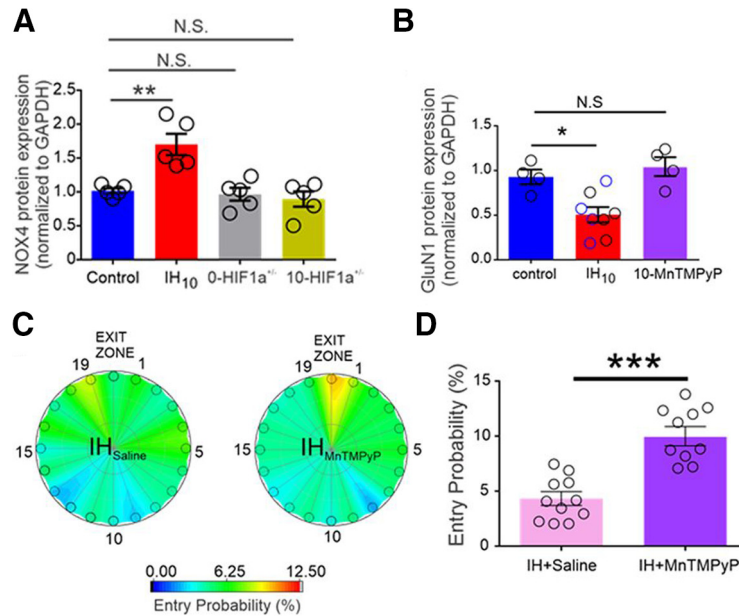 A
N.S.
N.S.
**
NOX4 protein expression
(normalized to GAPDH)
2.5
2.0
1.5
1.0
0.5
0
Control
IH10
0-HIF1a+/-
10-HIF1a+/-
B
N.S
*
GluN1 protein expression
(normalized to GAPDH)
1.5
1.0
0.5
0.0
control
IH10
10-MnTMPyP
C
EXIT
ZONE
19
1
15
5
10
IHSaline
EXIT
ZONE
19
1
15
5
10
IHMnTMPyP
0.00
6.25
12.50
Entry Probability (%)
D
***
Entry Probability (%)
15
10
5
0
IH+Saline
IH+MnTMPyP